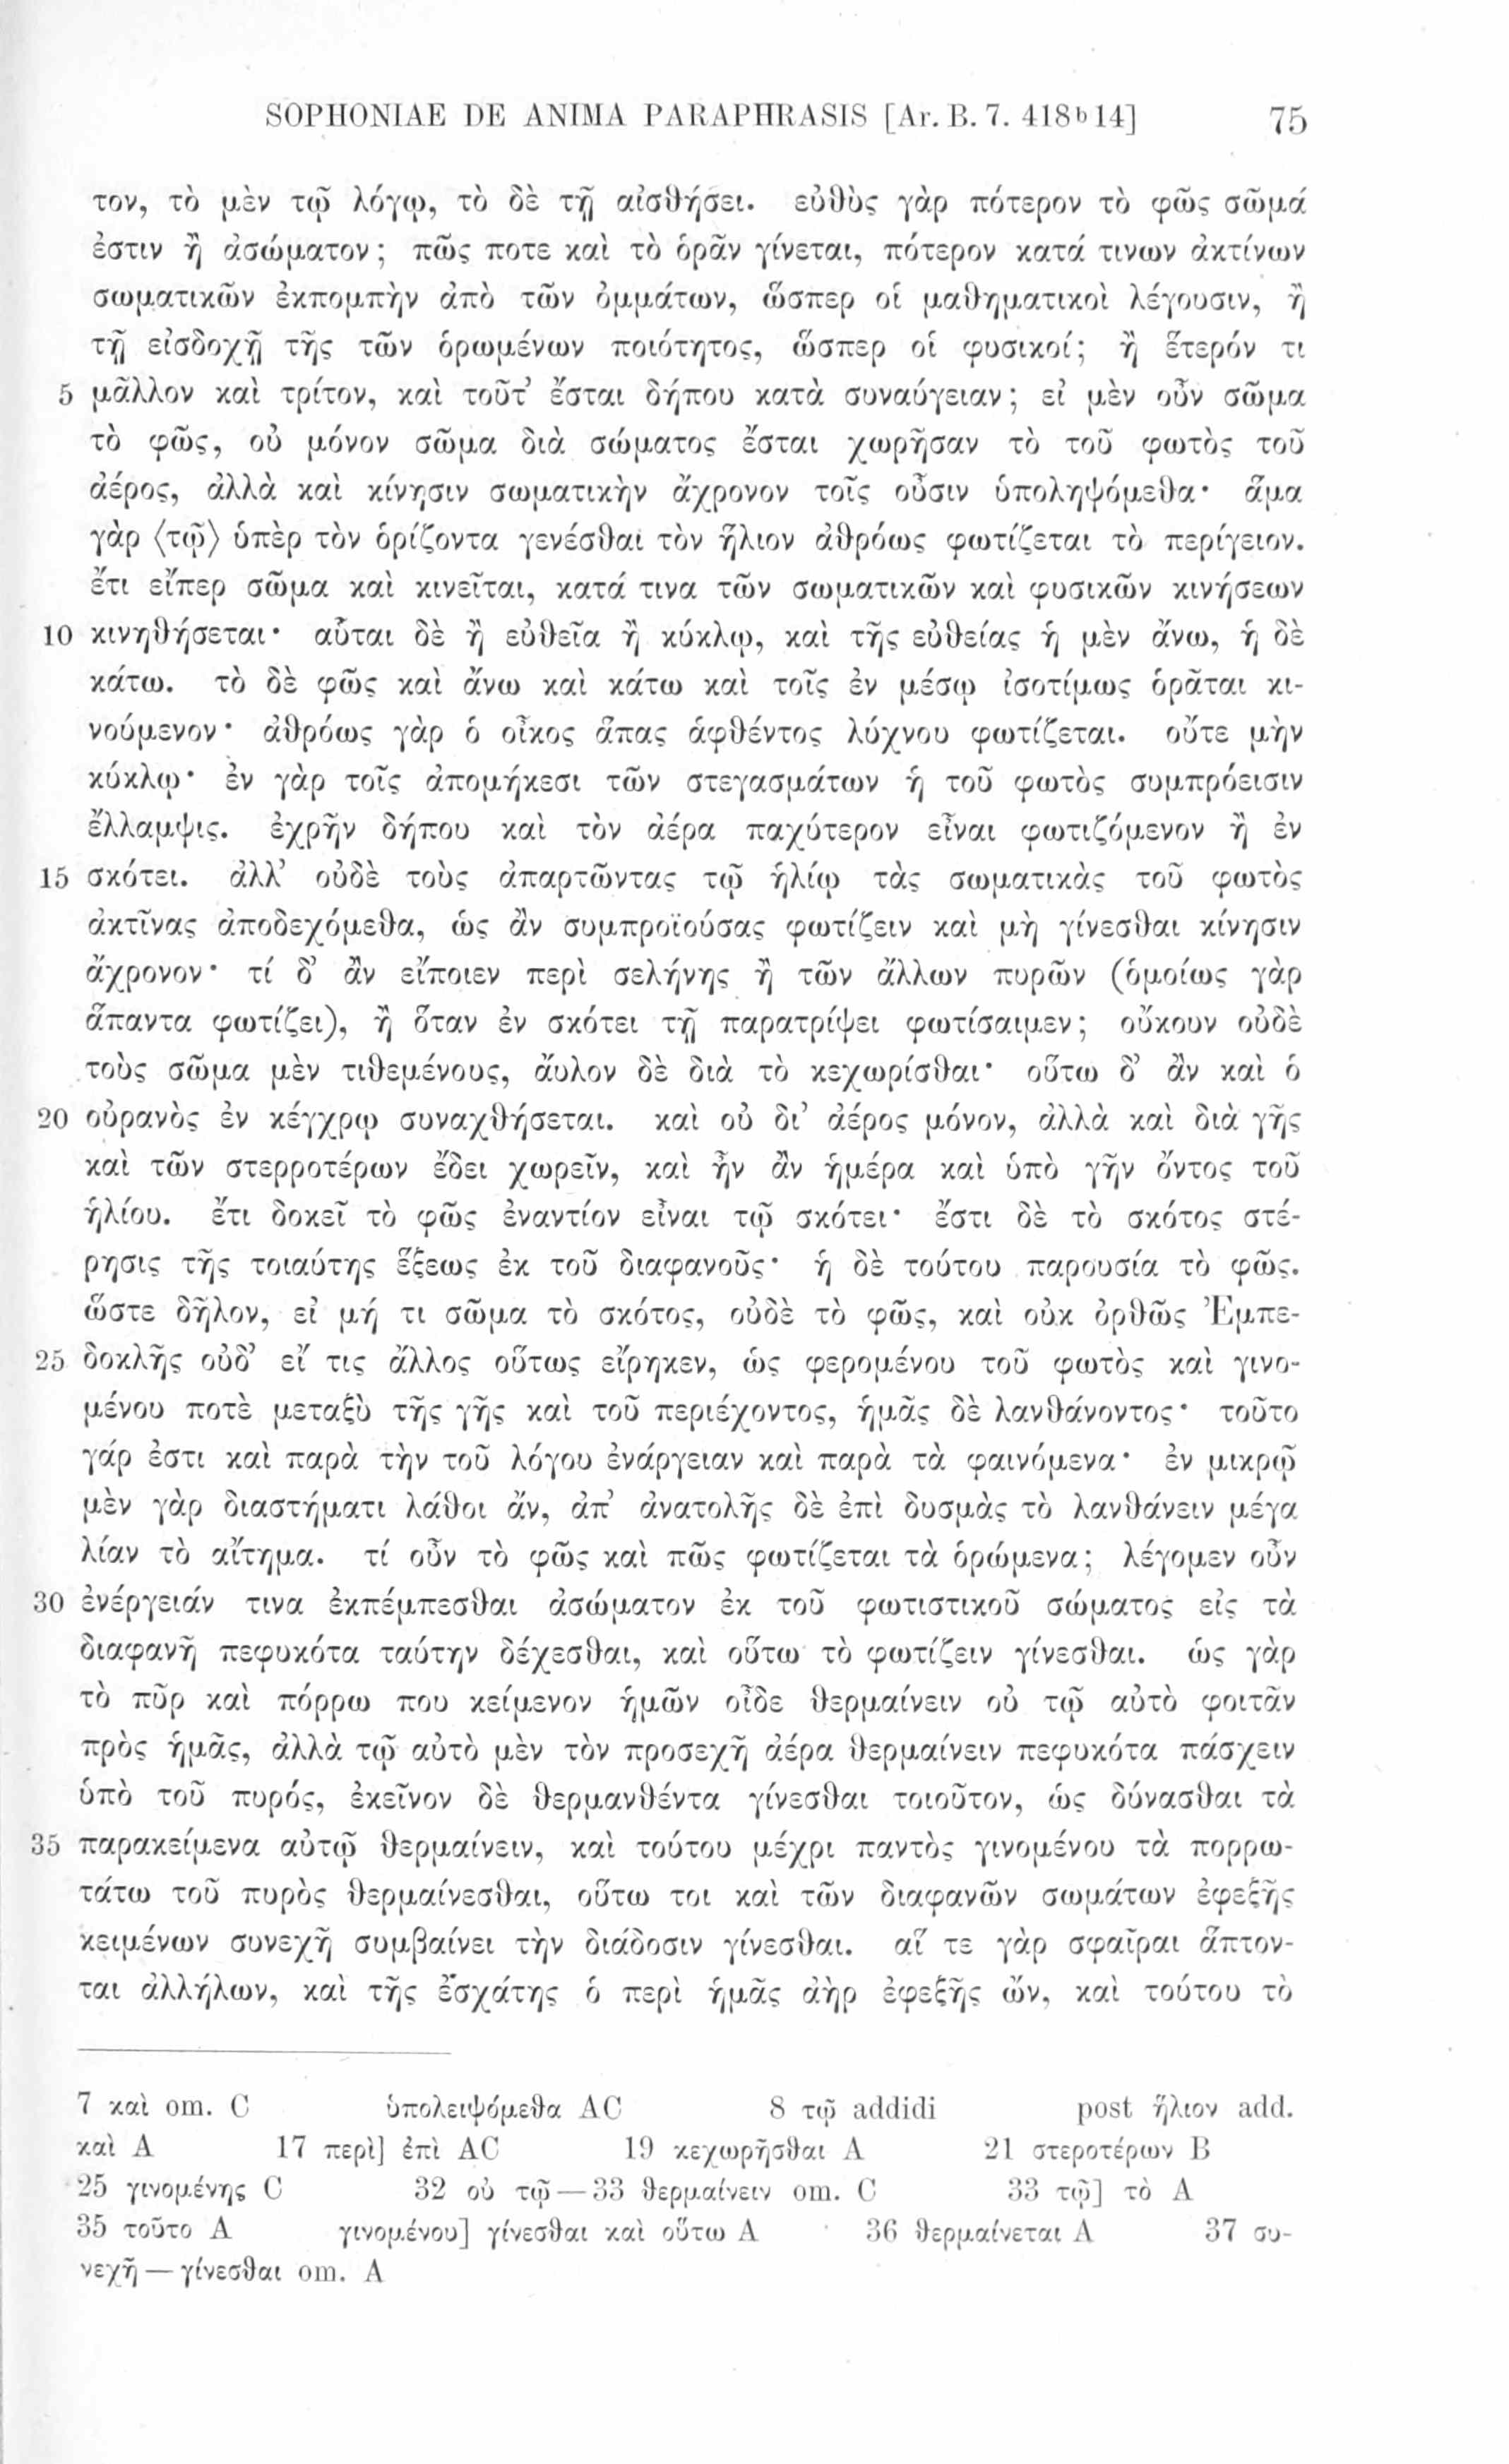 SOPHONIAE DE ANIMA PARAPHRASIS [Ar. B. 7. 418b14] 75
τον, τὸ μὲν τῷ λόγῳ, τὸ δὲ τῇ αἰσθήσει. εὐθὺς γὰρ πότερον τὸ φῶς σῶμά
ἐστιν ἢ ἀσώματον; πῶς ποτε καὶ τὸ ὁρᾶν γίνεται, πότερον κατά τινων ἀκτίνων
σωματικῶν ἐκπομπὴν ἀπὸ τῶν ὀμμάτων, ὥσπερ οἱ μαθηματικοὶ λέγουσιν, ἢ
τῇ εἰσδοχῇ τῆς τῶν ὁρωμένων ποιότητος, ὥσπερ οἱ φυσικοί; ἢ ἕτερόν τι
5 μᾶλλον καὶ τρίτον, καὶ τοῦτ’ ἔσται δήπου κατὰ συναύγειαν; εἰ μὲν οὖν σῶμα
τὸ φῶς, οὐ μόνον σῶμα διὰ σώματος ἔσται χωρῆσαν τὸ τοῦ φωτὸς τοῦ
ἀέρος, ἀλλὰ καὶ κίνησιν σωματικὴν ἄχρονον τοῖς οὖσιν ὑποληψόμεθα· ἅμα
γὰρ ⟨τῷ⟩ ὑπὲρ τὸν ὁρίζοντα γενέσθαι τὸν ἥλιον ἀθρόως φωτίζεται τὸ περίγειον.
ἔτι εἴπερ σῶμα καὶ κινεῖται, κατά τινα τῶν σωματικῶν καὶ φυσικῶν κινήσεων
10 κινηθήσεται· αὗται δὲ ἢ εὐθεῖα ἢ κύκλῳ, καὶ τῆς εὐθείας ἡ μὲν ἄνω, ἡ δὲ
κάτω. τὸ δὲ φῶς καὶ ἄνω καὶ κάτω καὶ τοῖς ἐν μέσῳ ἰσοτίμως ὁρᾶται κι-
νούμενον· ἀθρόως γὰρ ὁ οἶκος ἅπας ἁφθέντος λύχνου φωτίζεται. οὔτε μὴν
κύκλῳ· ἐν γὰρ τοῖς ἀπομήκεσι τῶν στεγασμάτων ἡ τοῦ φωτὸς συμπρόεισιν
ἔλλαμψις. ἐχρῆν δήπου καὶ τὸν ἀέρα παχύτερον εἶναι φωτιζόμενον ἢ ἐν
15 σκότει. ἀλλ’ οὐδὲ τοὺς ἀπαρτῶντας τῷ ἡλίῳ τὰς σωματικὰς τοῦ φωτὸς
ἀκτῖνας ἀποδεχόμεθα, ὡς ἂν συμπροϊούσας φωτίζειν καὶ μὴ γίνεσθαι κίνησιν
ἄχρονον· τί δ’ ἂν εἴποιεν περὶ σελήνης ἢ τῶν ἄλλων πυρῶν (ὁμοίως γὰρ
ἅπαντα φωτίζει), ἢ ὅταν ἐν σκότει τῇ παρατρίψει φωτίσαιμεν; οὔκουν οὐδὲ
τοὺς σῶμα μὲν τιθεμένους, ἄυλον δὲ διὰ τὸ κεχωρίσθαι· οὕτω δ’ ἂν καὶ ὁ
20 οὐρανὸς ἐν κέγχρῳ συναχθήσεται. καὶ οὐ δι’ ἀέρος μόνον, ἀλλὰ καὶ διὰ γῆς
καὶ τῶν στερροτέρων ἔδει χωρεῖν, καὶ ἦν ἂν ἡμέρα καὶ ὑπὸ γῆν ὄντος τοῦ
ἡλίου. ἔτι δοκεῖ τὸ φῶς ἐναντίον εἶναι τῷ σκότει· ἔστι δὲ τὸ σκότος στέ-
ρησις τῆς τοιαύτης ἕξεως ἐκ τοῦ διαφανοῦς· ἡ δὲ τούτου παρουσία τὸ φῶς.
ὥστε δῆλον, εἰ μή τι σῶμα τὸ σκότος, οὐδὲ τὸ φῶς, καὶ οὐκ ὀρθῶς Ἐμπε-
25 δοκλῆς οὐδ’ εἴ τις ἄλλος οὕτως εἴρηκεν, ὡς φερομένου τοῦ φωτὸς καὶ γινο-
μένου ποτὲ μεταξὺ τῆς γῆς καὶ τοῦ περιέχοντος, ἡμᾶς δὲ λανθάνοντος· τοῦτο
γάρ ἐστι καὶ παρὰ τὴν τοῦ λόγου ἐνάργειαν καὶ παρὰ τὰ φαινόμενα· ἐν μικρῷ
μὲν γὰρ διαστήματι λάθοι ἄν, ἀπ’ ἀνατολῆς δὲ ἐπὶ δυσμὰς τὸ λανθάνειν μέγα
λίαν τὸ αἴτημα. τί οὖν τὸ φῶς καὶ πῶς φωτίζεται τὰ ὁρώμενα; λέγομεν οὖν
30 ἐνέργειάν τινα ἐκπέμπεσθαι ἀσώματον ἐκ τοῦ φωτιστικοῦ σώματος εἰς τὰ
διαφανῆ πεφυκότα ταύτην δέχεσθαι, καὶ οὕτω τὸ φωτίζειν γίνεσθαι. ὡς γὰρ
τὸ πῦρ καὶ πόρρω που κείμενον ἡμῶν οἶδε θερμαίνειν οὐ τῷ αὐτὸ φοιτᾶν
πρὸς ἡμᾶς, ἀλλὰ τῷ αὐτὸ μὲν τὸν προσεχῆ ἀέρα θερμαίνειν πεφυκότα πάσχειν
ὑπὸ τοῦ πυρός, ἐκεῖνον δὲ θερμανθέντα γίνεσθαι τοιοῦτον, ὡς δύνασθαι τὰ
35 παρακείμενα αὐτῷ θερμαίνειν, καὶ τούτου μέχρι παντὸς γινομένου τὰ πορρω-
τάτω τοῦ πυρὸς θερμαίνεσθαι, οὕτω τοι καὶ τῶν διαφανῶν σωμάτων ἐφεξῆς
κειμένων συνεχῆ συμβαίνει τὴν διάδοσιν γίνεσθαι. αἵ τε γὰρ σφαῖραι ἅπτον-
ται ἀλλήλων, καὶ τῆς ἐσχάτης ὁ περὶ ἡμᾶς ἀὴρ ἐφεξῆς ὤν, καὶ τούτου τὸ
7 καὶ om. C ὑπολειψόμεθα AC 8 τῷ addidi post ἥλιον add.
καὶ A 17 περὶ] ἐπὶ AC 19 κεχωρῆσθαι A 21 στεροτέρων B
25 γινομένης C 32 οὐ τῷ — 33 θερμαίνειν om. C 33 τῷ] τὸ A
35 τοῦτο A γινομένου] γίνεσθαι καὶ οὕτω A 36 θερμαίνεται A 37 συ-
νεχῆ — γίνεσθαι om. A